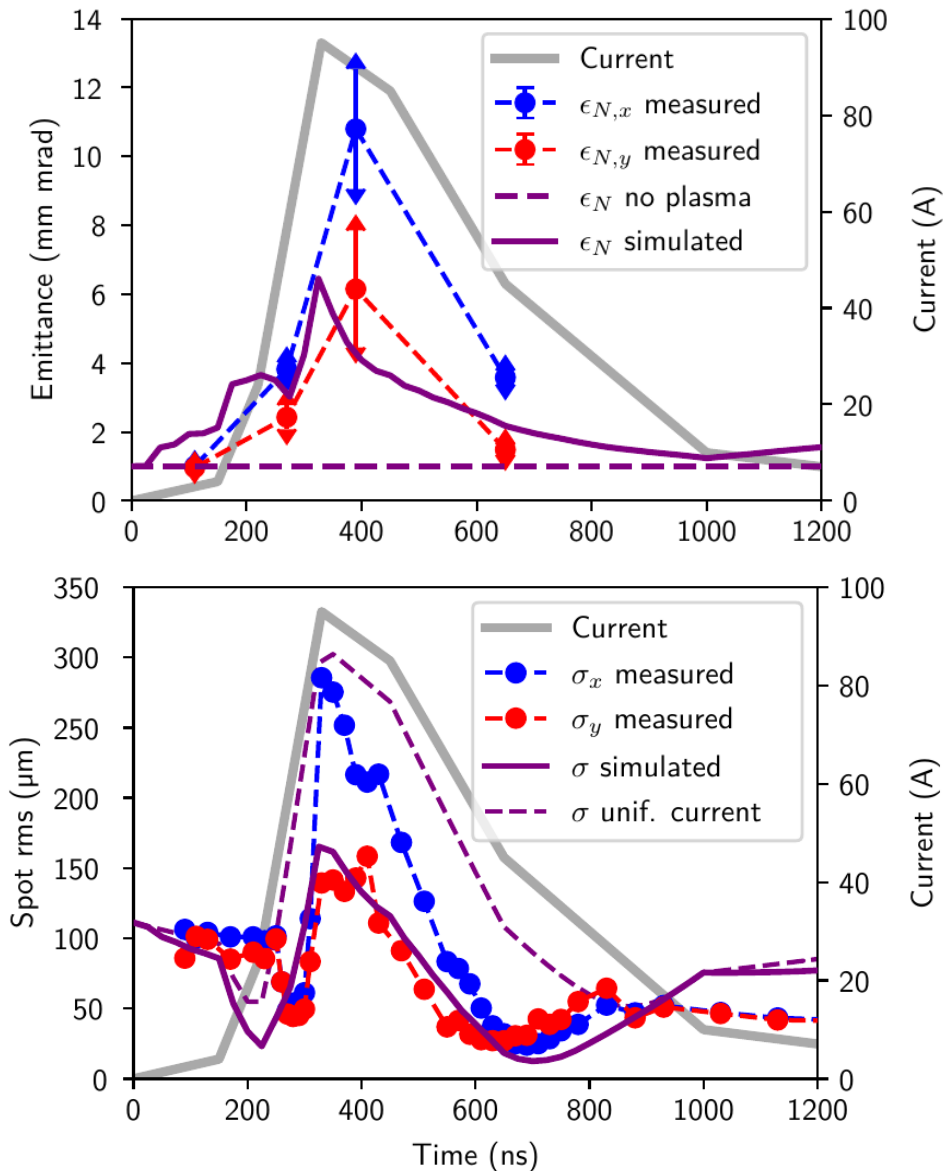 14
12
10
8
6
4
2
0
Emittance (mm mrad)
100
80
60
40
20
0
Current (A)
0 200 400 600 800 1000 1200
Current
ϵN,x measured
ϵN,y measured
ϵN no plasma
ϵN simulated
350
300
250
200
150
100
50
0
Spot rms (µm)
100
80
60
40
20
0
Current (A)
0 200 400 600 800 1000 1200
Time (ns)
Current
σx measured
σy measured
σ simulated
σ unif. current